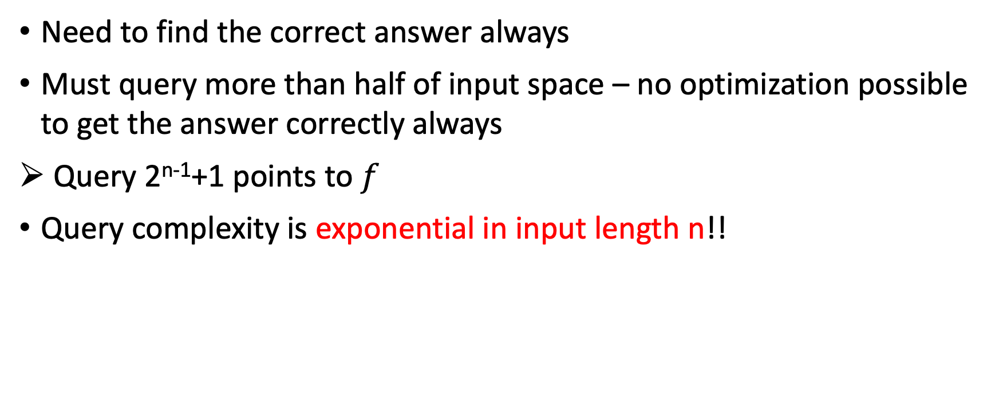 • Need to find the correct answer always
• Must query more than half of input space – no optimization possible
to get the answer correctly always
➢ Query 2ⁿ⁻¹+1 points to 𝑓
• Query complexity is exponential in input length n!!